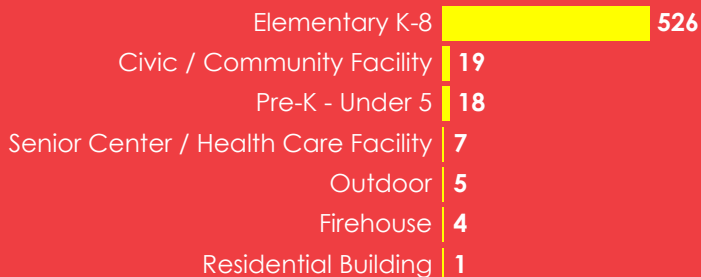 Elementary K-8 526
Civic / Community Facility 19
Pre-K - Under 5 18
Senior Center / Health Care Facility 7
Outdoor 5
Firehouse 4
Residential Building 1